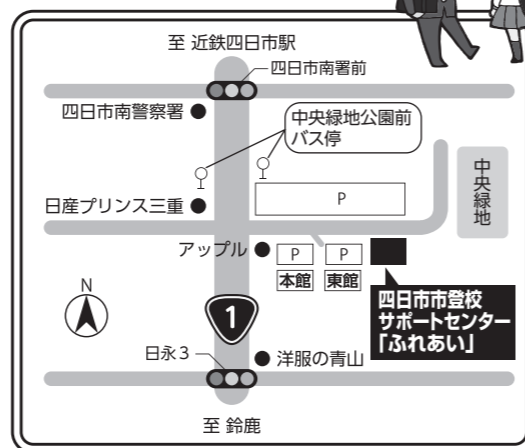 至 近鉄四日市駅
四日市南署前
四日市南警察署
中央緑地公園前
バス停
日産プリンス三重
P
中央緑地
アップル
P
P
本館
東館
四日市市登校
サポートセンター
「ふれあい」
N
1
日永3
洋服の青山
至 鈴鹿